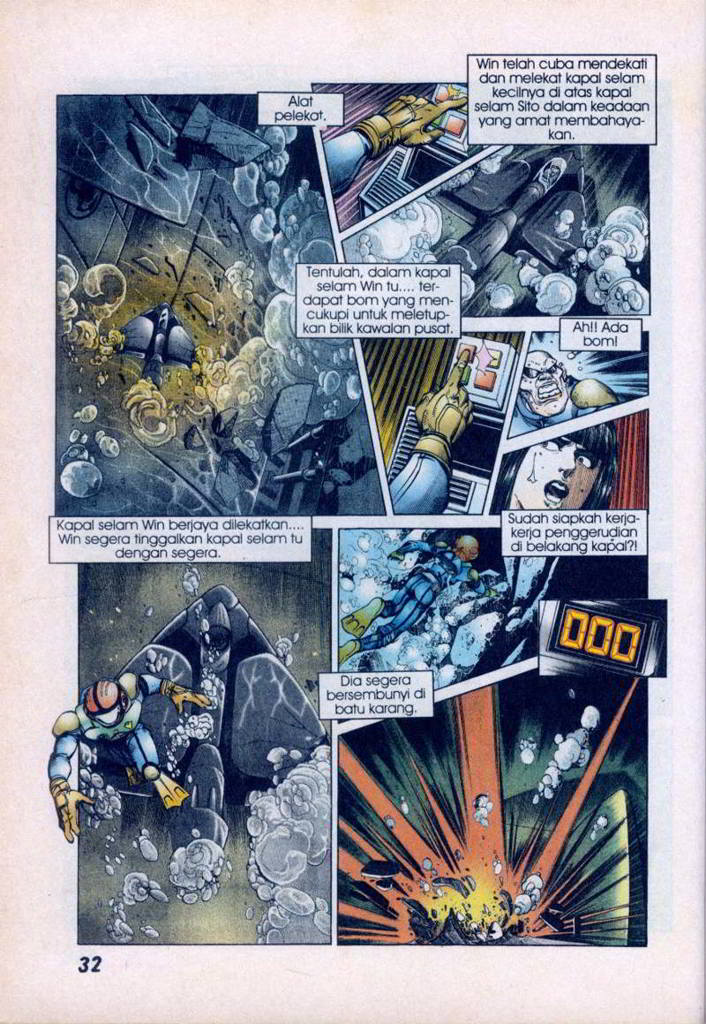 Win telah cuba mendekati
dan melekat kapal selam
kecilnya di atas kapal
selam Sito dalam keadaan
yang amat membahaya-
kan.
Alat
pelekat.
Tentulah, dalam kapal
selam Win tu.... ter-
dapat bom yang men-
cukupi untuk meletup-
kan bilik kawalan pusat.
Ah!! Ada
bom!
Sudah siapkah kerja-
kerja penggerudian
di belakang kapal?!
Kapal selam Win berjaya dilekatkan....
Win segera tinggalkan kapal selam tu
dengan segera.
Dia segera
bersembunyi di
batu karang.
000
32